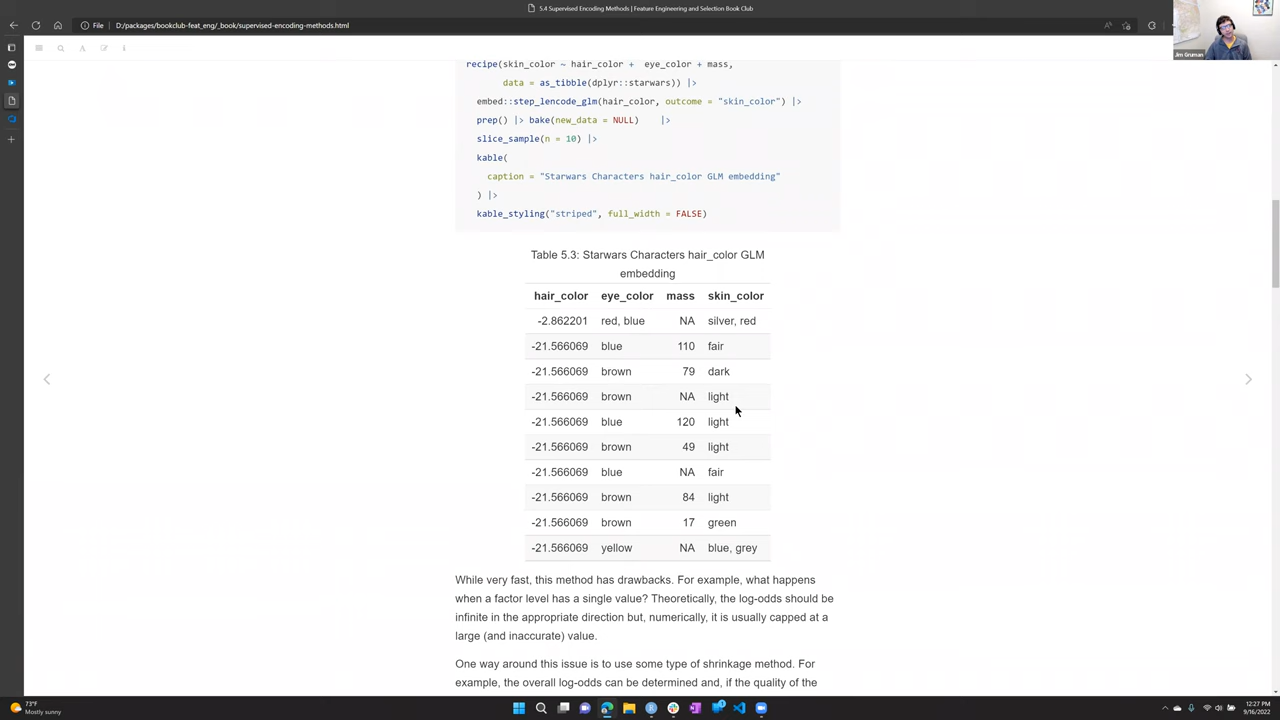 5.4 Supervised Encoding Methods | Feature Engineering and Selection Book Club
File
D:/packages/bookclub-feat_eng/_book/supervised-encoding-methods.html
Jim Gruman
recipe(skin_color ~ hair_color + eye_color + mass,
data = as_tibble(dplyr::starwars)) |>
embed::step_lencode_glm(hair_color, outcome = "skin_color") |>
prep() |> bake(new_data = NULL) |>
slice_sample(n = 10) |>
kable(
caption = "Starwars Characters hair_color GLM embedding"
) |>
kable_styling("striped", full_width = FALSE)
Table 5.3: Starwars Characters hair_color GLM
embedding
hair_color eye_color mass skin_color
-2.862201 red, blue NA silver, red
-21.566069 blue 110 fair
-21.566069 brown 79 dark
-21.566069 brown NA light
-21.566069 blue 120 light
-21.566069 brown 49 light
-21.566069 blue NA fair
-21.566069 brown 84 light
-21.566069 brown 17 green
-21.566069 yellow NA blue, grey
While very fast, this method has drawbacks. For example, what happens
when a factor level has a single value? Theoretically, the log-odds should be
infinite in the appropriate direction but, numerically, it is usually capped at a
large (and inaccurate) value.
One way around this issue is to use some type of shrinkage method. For
example, the overall log-odds can be determined and, if the quality of the
73°F
Mostly sunny
12:27 PM
9/16/2022